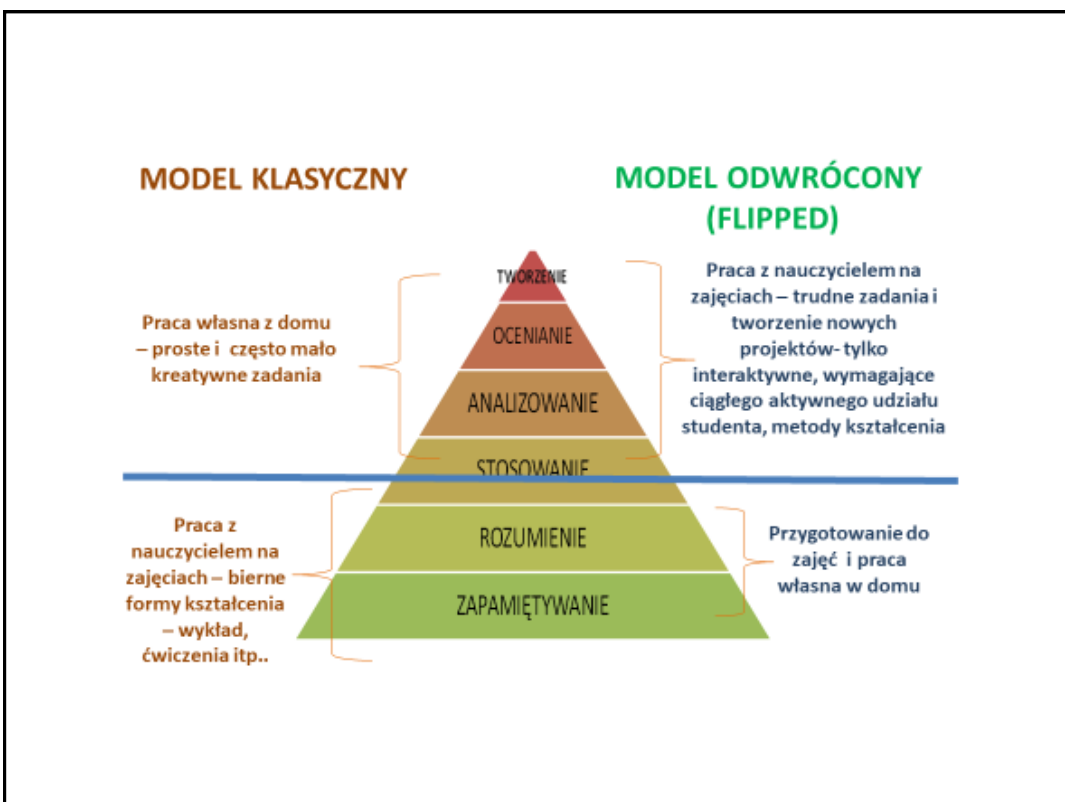 MODEL KLASYCZNY
MODEL ODWRÓCONY
(FLIPPED)
Praca własna z domu
– proste i często mało
kreatywne zadania
TWORZENIE
OCENIANIE
ANALIZOWANIE
STOSOWANIE
ROZUMIENIE
ZAPAMIĘTYWANIE
Praca z nauczycielem na
zajęciach – trudne zadania i
tworzenie nowych
projektów- tylko
interaktywne, wymagające
ciągłego aktywnego udziału
studenta, metody kształcenia
Praca z
nauczycielem na
zajęciach – bierne
formy kształcenia
– wykład,
ćwiczenia itp..
Przygotowanie do
zajęć i praca
własna w domu